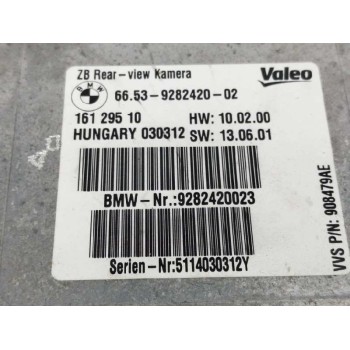 ZB Rear-view Kamera
Valeo
BMW
66.53-9282420-02
161 295 10
HW: 10.02.00
HUNGARY 030312
SW: 13.06.01
BMW-Nr.:9282420023
Serien-Nr:5114030312Y
VVS P/N: 908479AE